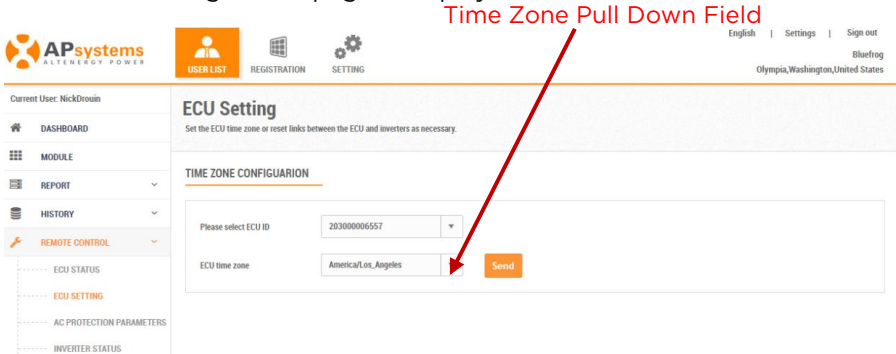 Time Zone Pull Down Field
English | Settings | Sign out
APsystems
ALTENERGY POWER
USER LIST
REGISTRATION
SETTING
Bluefrog
Olympia,Washington,United States
Current User: NickDrouin
DASHBOARD
MODULE
REPORT
HISTORY
REMOTE CONTROL
ECU STATUS
ECU SETTING
AC PROTECTION PARAMETERS
INVERTER STATUS
ECU Setting
Set the ECU time zone or reset links between the ECU and inverters as necessary.
TIME ZONE CONFIGUARION
Please select ECU ID
203000006557
ECU time zone
America/Los_Angeles
Send